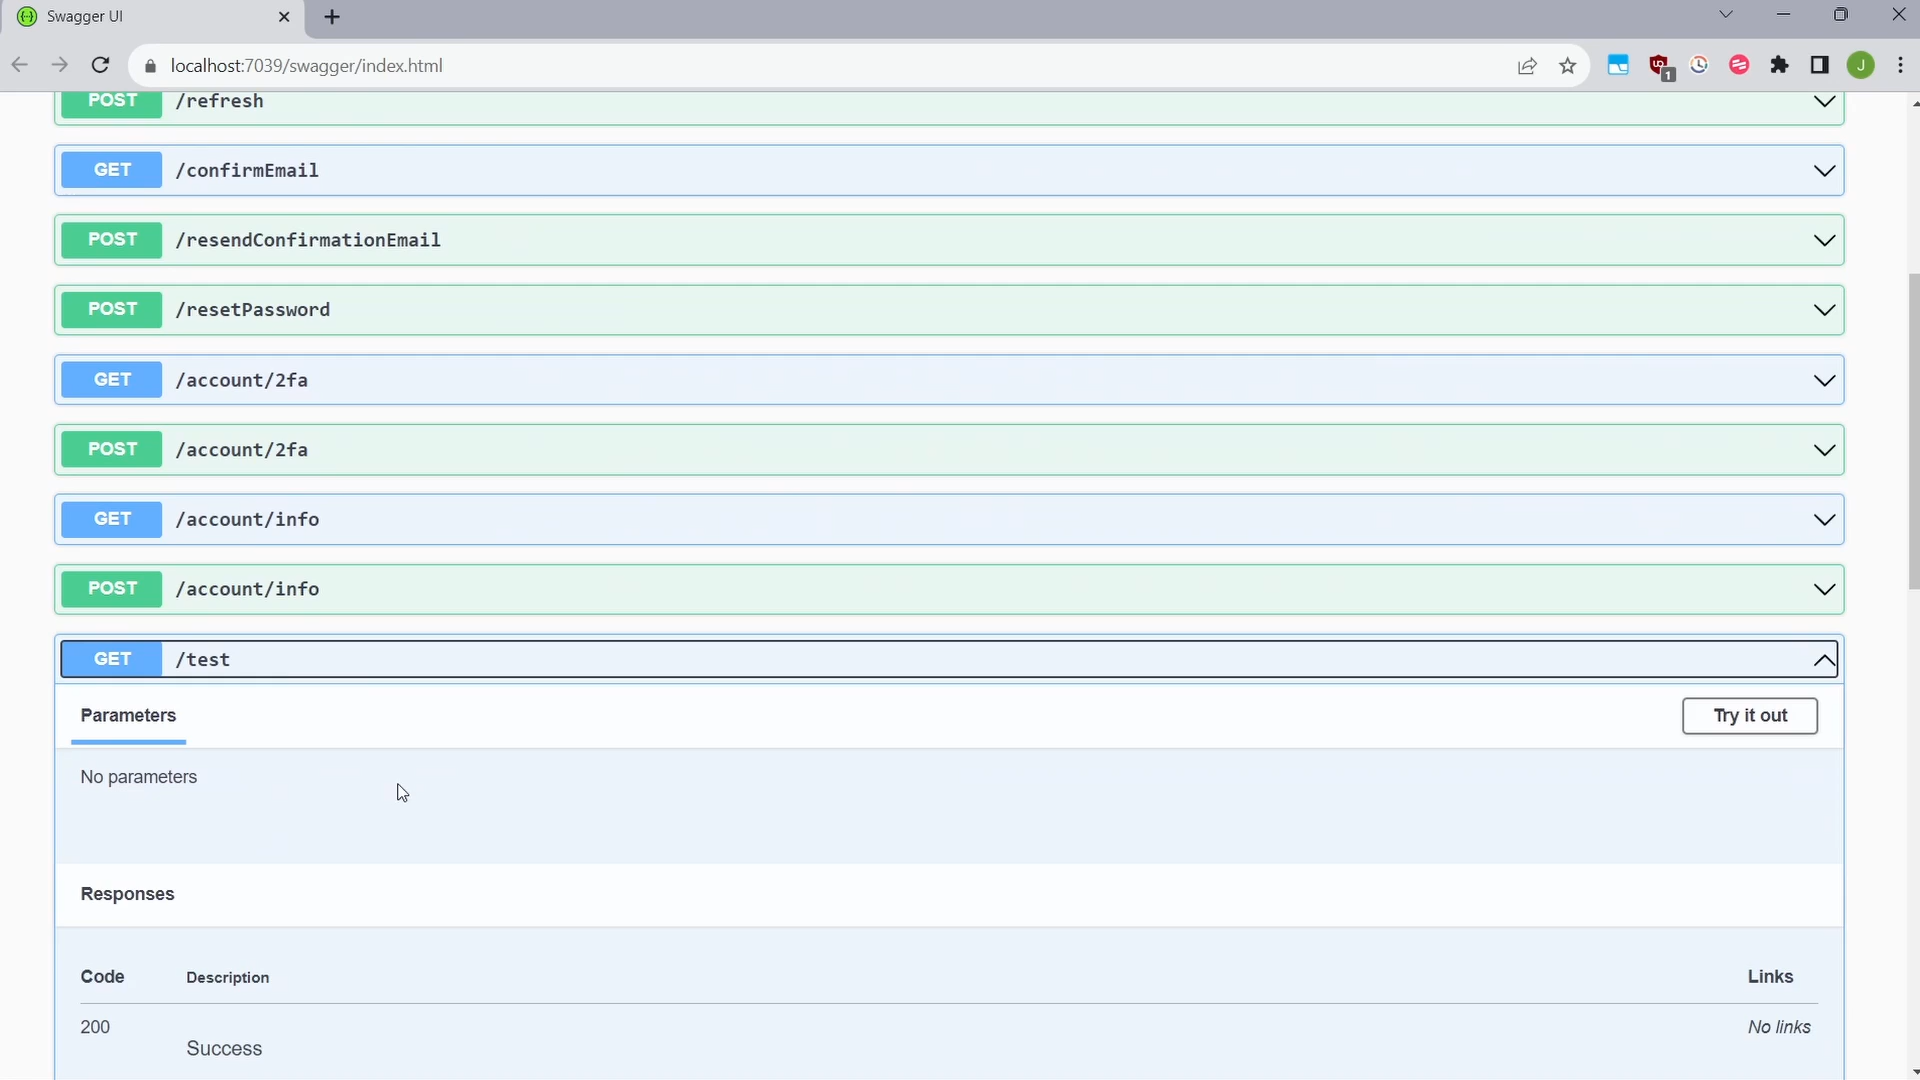 Swagger UI
localhost:7039/swagger/index.html
1
J
POST /refresh
GET /confirmEmail
POST /resendConfirmationEmail
POST /resetPassword
GET /account/2fa
POST /account/2fa
GET /account/info
POST /account/info
GET /test
Parameters Try it out
No parameters
Responses
Code Description Links
200 No links
Success